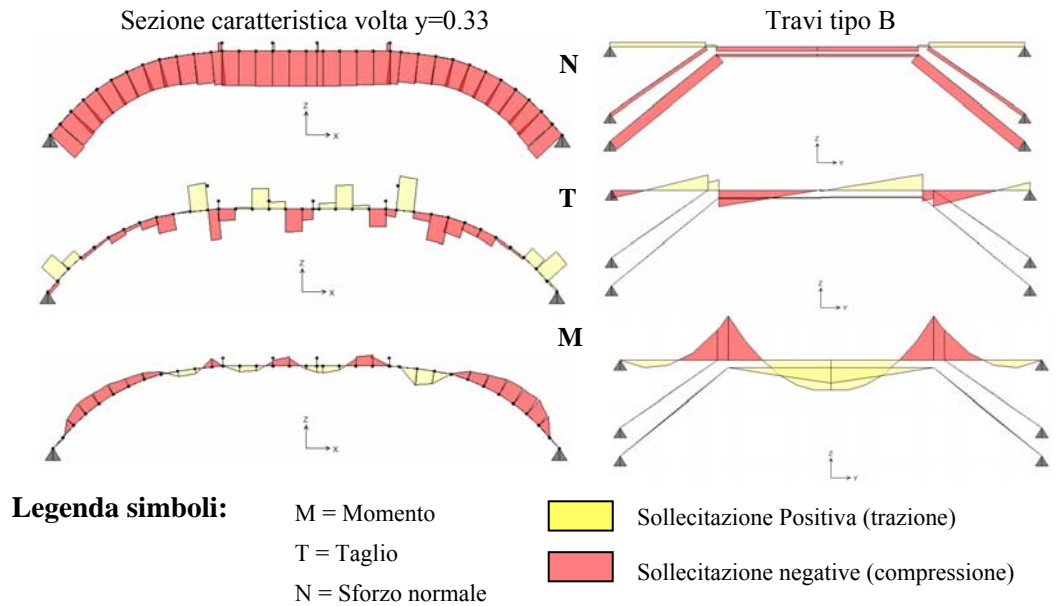 Sezione caratteristica volta y=0.33
Travi tipo B
N
Z
X
Z
Y
T
Z
X
Z
Y
M
Z
X
Z
Y
Legenda simboli:
M = Momento
T = Taglio
N = Sforzo normale
Sollecitazione Positiva (trazione)
Sollecitazione negative (compressione)